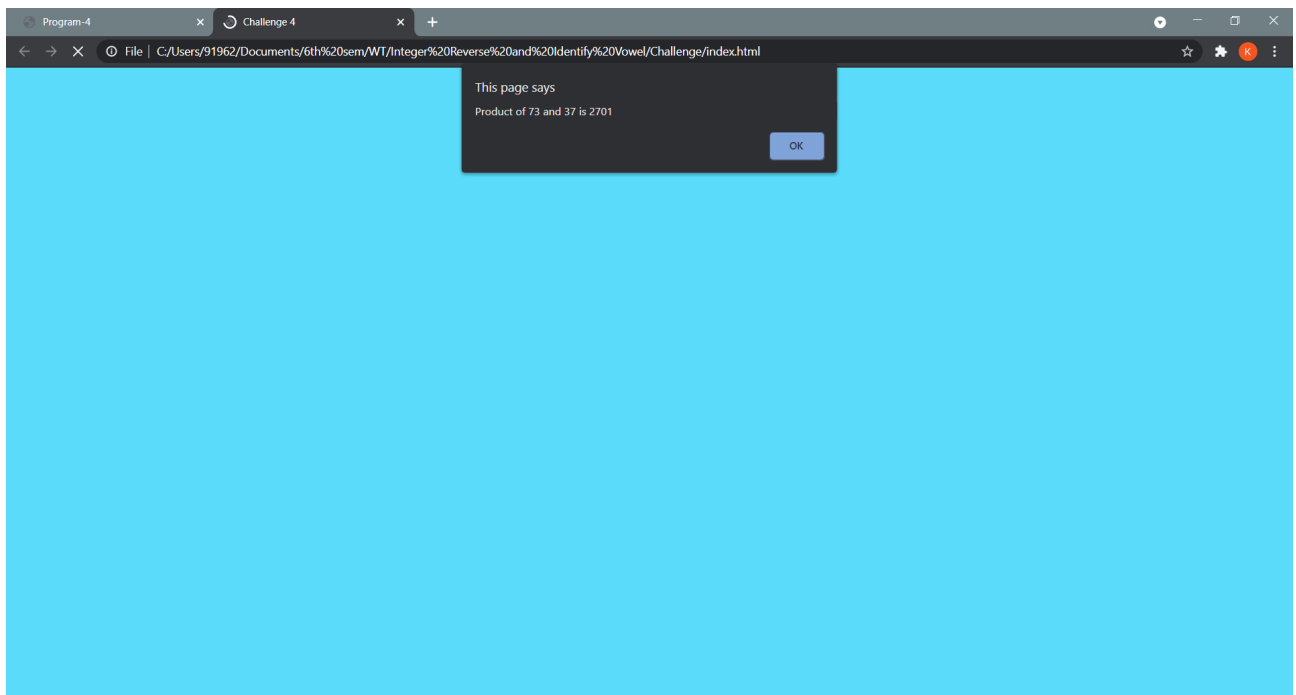 Program-4
Challenge 4
File | C:/Users/91962/Documents/6th%20sem/WT/Integer%20Reverse%20and%20Identify%20Vowel/Challenge/index.html
K
This page says
Product of 73 and 37 is 2701
OK